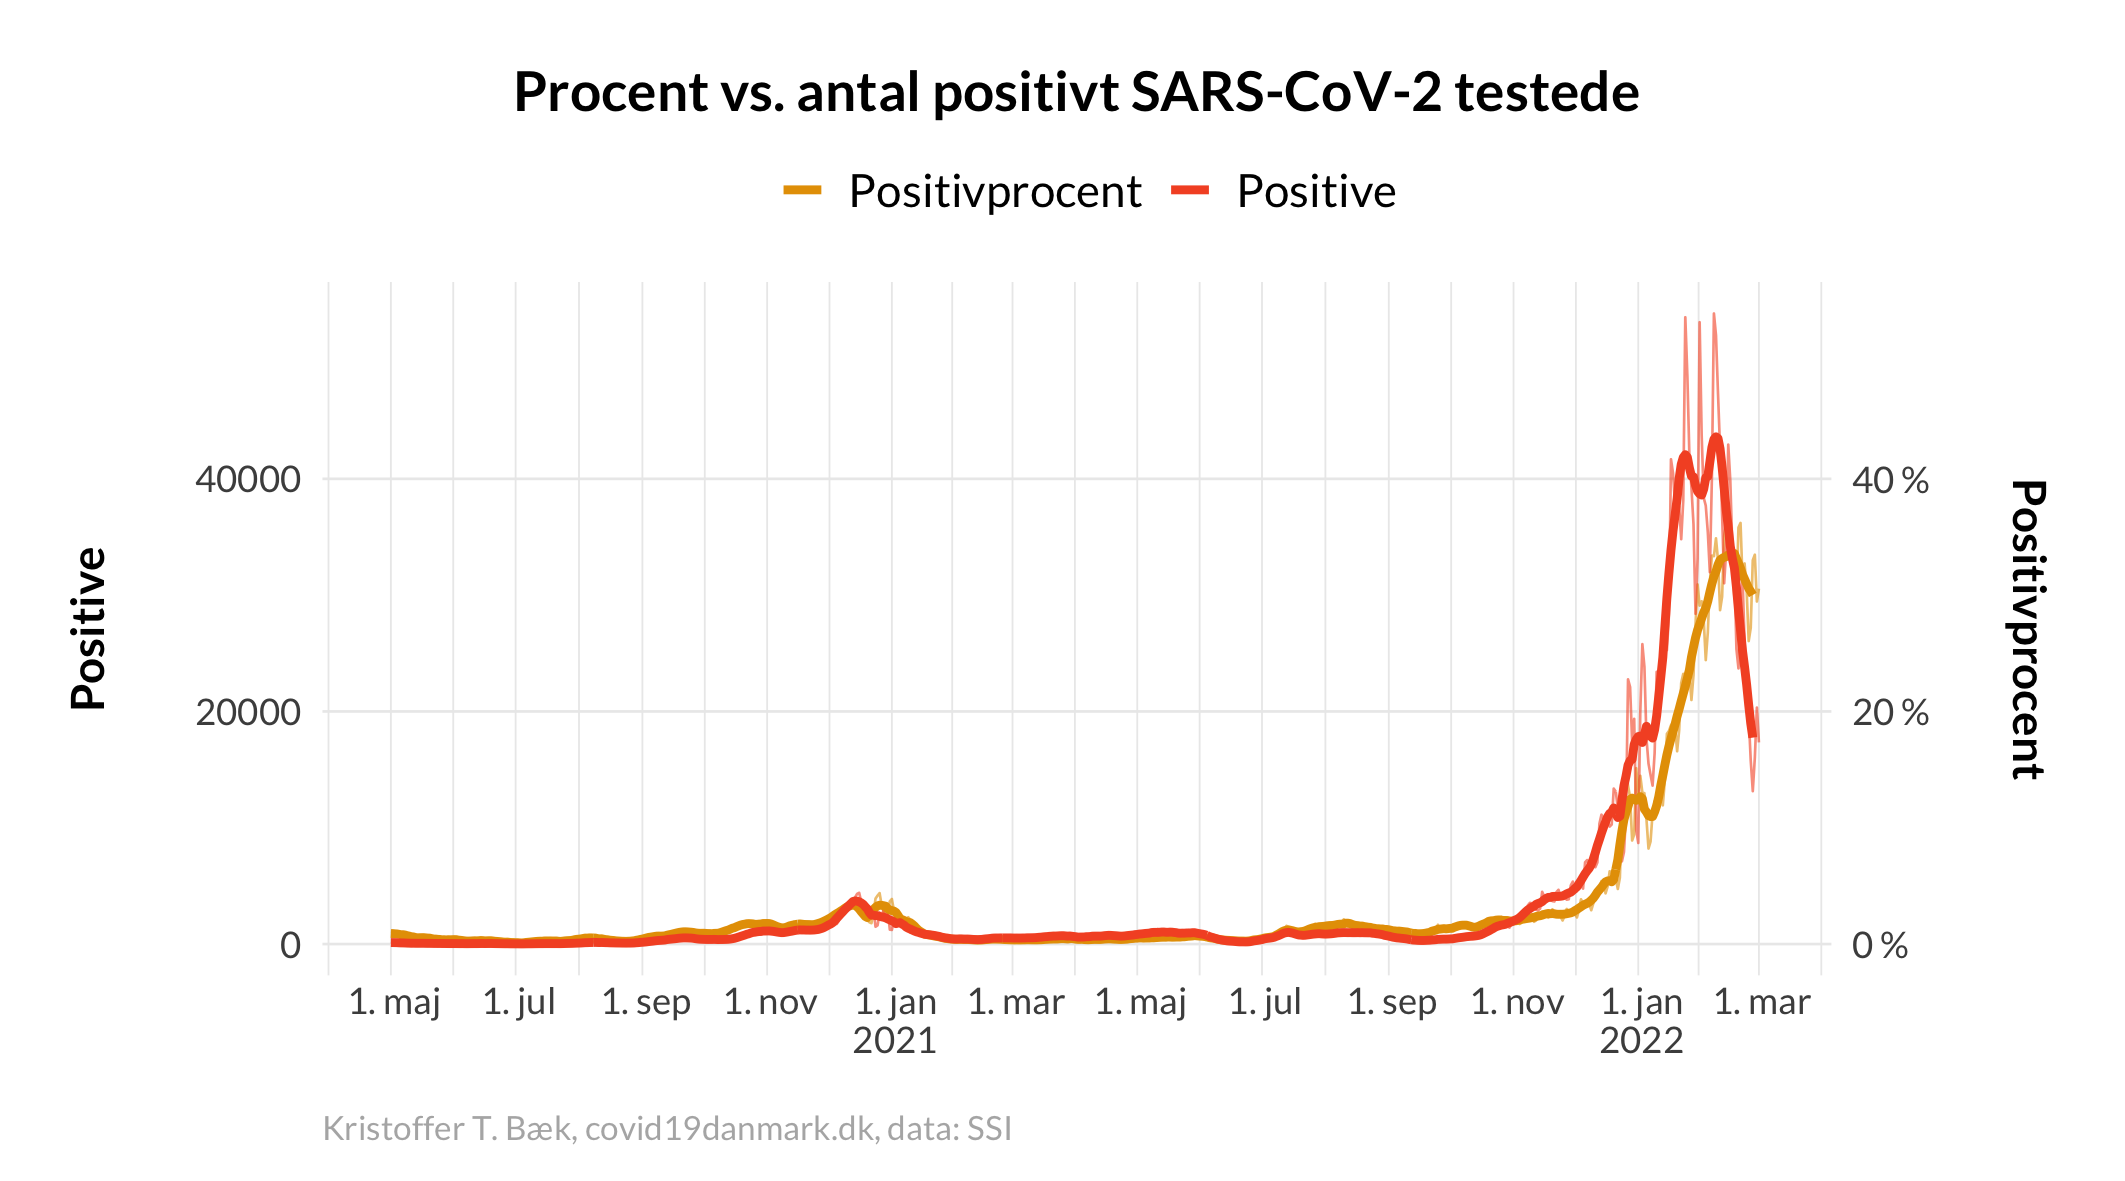 Procent vs. antal positivt SARS-CoV-2 testede
Positivprocent Positive
Positive
40000
20000
0
40 %
20 %
0 %
Positivprocent
1. maj 1. jul 1. sep 1. nov 1. jan 1. mar 1. maj 1. jul 1. sep 1. nov 1. jan 1. mar
2021 2022
Kristoffer T. Bæk, covid19danmark.dk, data: SSI